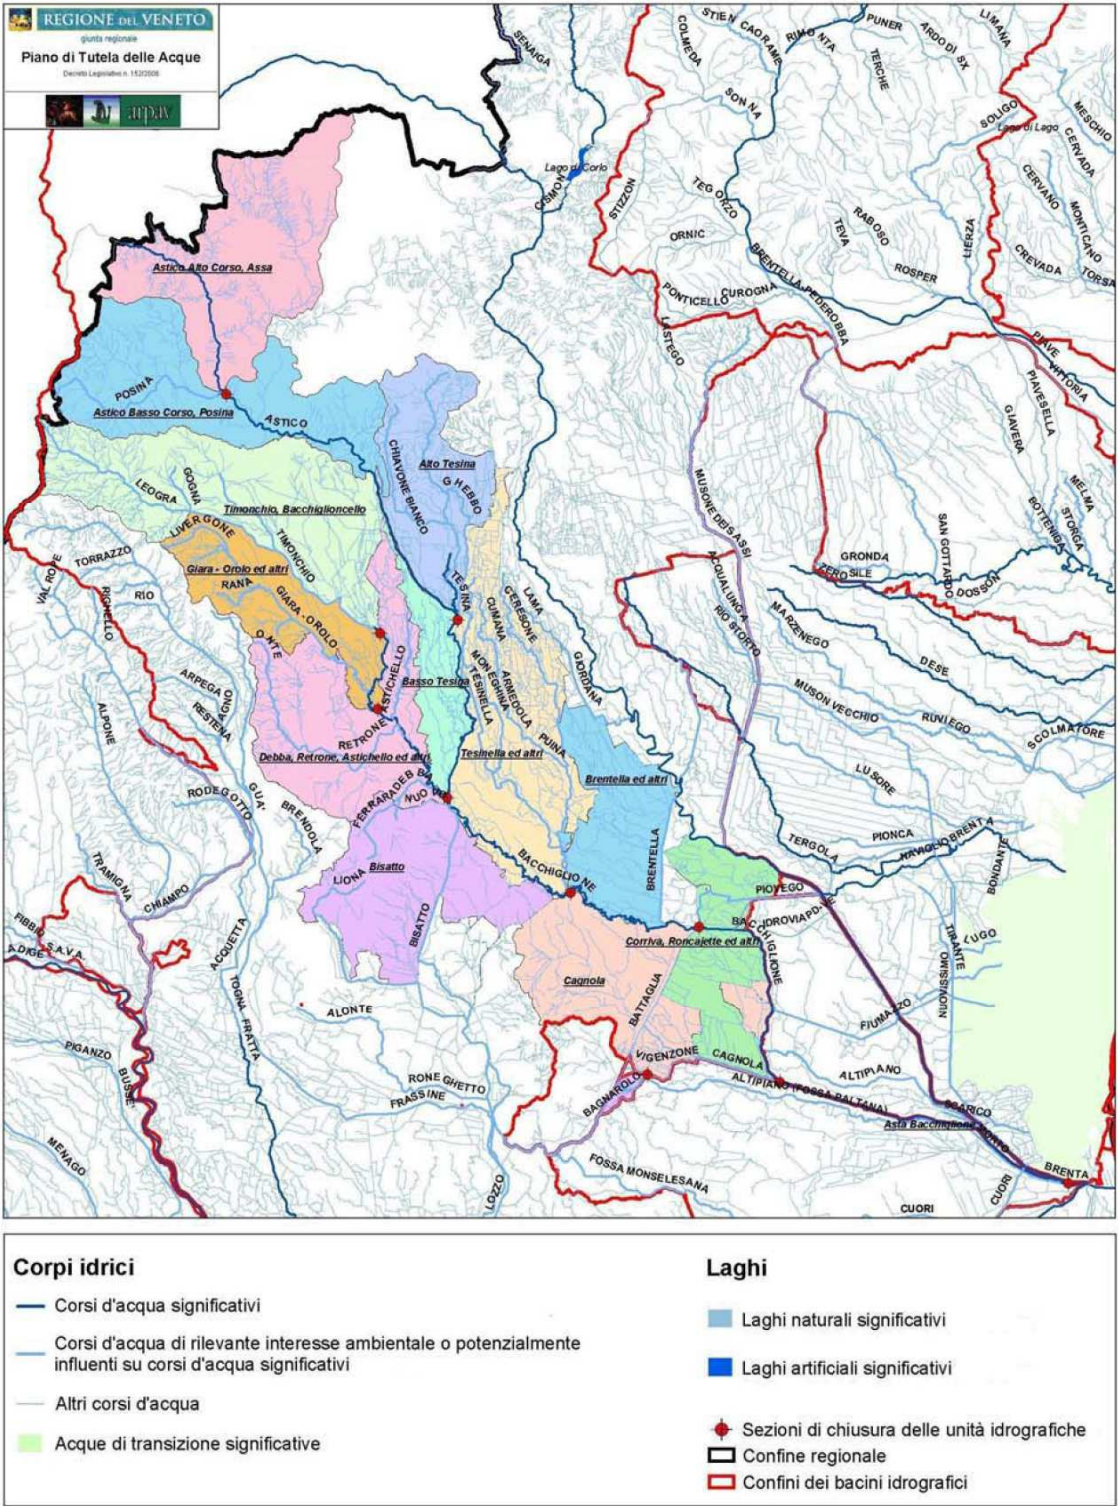 REGIONE DEL VENETO
giunta regionale
Piano di Tutela delle Acque
Decreto Legislativo n. 152/2006
arpav
SENAIGA
COLMEDA
STIEN
CAORAME
RIMONTA
PUNER
TERCHE
ARDO DI SX
LIMANA
SONNA
SOLIGO
Lago di Lago
MESCHIO
CERVADA
CERVANO
MONTICANO
Lago di Corlo
CISMON
STIZZON
TEGORZO
ORNIC
TEVA
RABOSO
ROSPER
LIERZA
CREVADA
TORSA
BRENTELLA PEDEROBBA
PONTICELLO
CUROGNA
LASTEGO
PIAVE
VITTORIA
PIAVESELLA
GIAVERA
Astico Alto Corso, Assa
POSINA
Astico Basso Corso, Posina
ASTICO
CHIAVONE BIANCO
Alto Tesina
GHEBBO
LEOGRA
GOGNA
Timonchio, Bacchiglioncello
TIMONCHIO
LIVERGONE
Giara - Orolo ed altri
RANA
GIARA - OROLO
ONTE
TORRAZZO
VAL ROPE
RIGHELLO
RIO
ARPEGA
RESTENA
AGNO
ALPONE
TESINA
CUMANA
CERESONE
LAMA
MONEGHINA
TESINELLA
ARMEDOLA
PUINA
GIORDANA
ASTICHELLO
Basso Tesina
RETRONE
Debba, Retrone, Astichello ed altri
Tesinella ed altri
Brentella ed altri
MUSONE DEI SASSI
ACQUALUNGA
RIO STORTO
GRONDA
ZERO
SILE
SAN GOTTARDO
DOSSON
BOTTENIGA
STORGA
MELMA
MARZENEGO
DESE
MUSON VECCHIO
RUVIEGO
SCOLMATORE
LUSORE
PIONCA
TERGOLA
NAVIGLIO BRENTA
BONDANTE
RODEGOTTO
GUA'
BRENDOLA
FERRARA
DEBBA
NUOVO
Bisatto
LIONA
BISATTO
BACCHIGLIONE
BRENTELLA
PIOVEGO
IDROVIA PD-VE
BACCHIGLIONE
Corriva, Roncajette ed altri
TRAMIGNA
CHIAMPO
FIBBIO
S.A.V.A.
ADIGE
ACQUETTA
TOGNA FRATTA
Cagnola
BATTAGLIA
TIRANTE
LUGO
NUOVISSIMO
FIUMAZZO
ALONTE
PIGANZO
BUSSE'
MENAGO
RONEGHETTO
FRASSINE
LOZZO
VIGENZONE
CAGNOLA
BAGNAROLO
ALTIPIANO (FOSSA PALTANA)
ALTIPIANO
SCARICO
Asta Bacchiglione
MORTO
BRENTA
FOSSA MONSELESANA
CUORI
CUORI
Corpi idrici
Corsi d'acqua significativi
Corsi d'acqua di rilevante interesse ambientale o potenzialmente
influenti su corsi d'acqua significativi
Altri corsi d'acqua
Acque di transizione significative
Laghi
Laghi naturali significativi
Laghi artificiali significativi
Sezioni di chiusura delle unità idrografiche
Confine regionale
Confini dei bacini idrografici